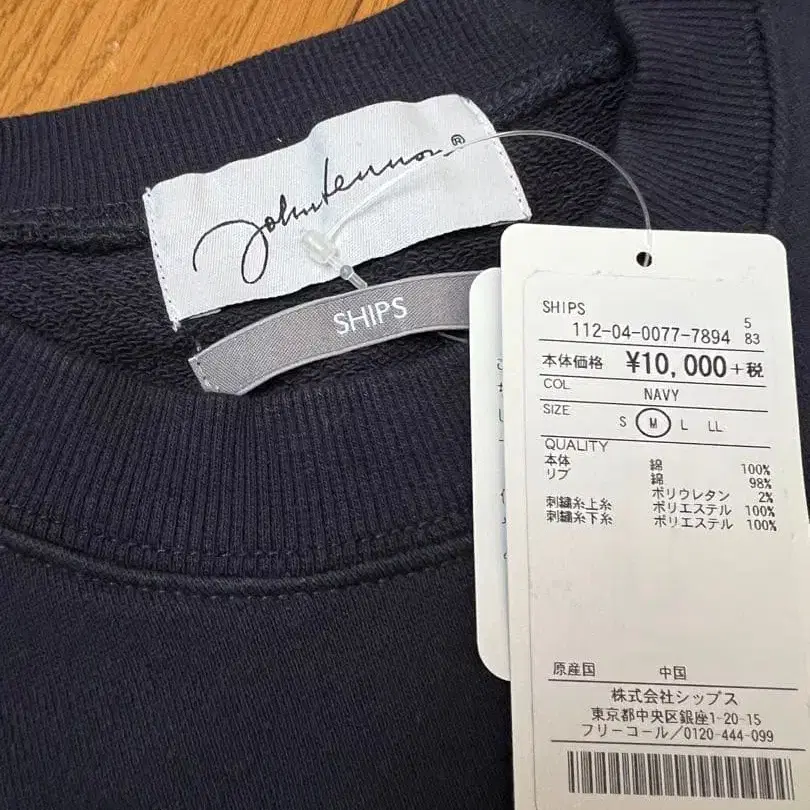 John Lennon®
SHIPS
SHIPS
112-04-0077-7894 5 83
本体価格 ¥10,000+税
COL NAVY
SIZE S M L LL
QUALITY
本体 綿 100%
リブ 綿 98%
ポリウレタン 2%
刺繍糸上糸 ポリエステル 100%
刺繍糸下糸 ポリエステル 100%
原産国 中国
株式会社シップス
東京都中央区銀座1-20-15
フリーコール/0120-444-099